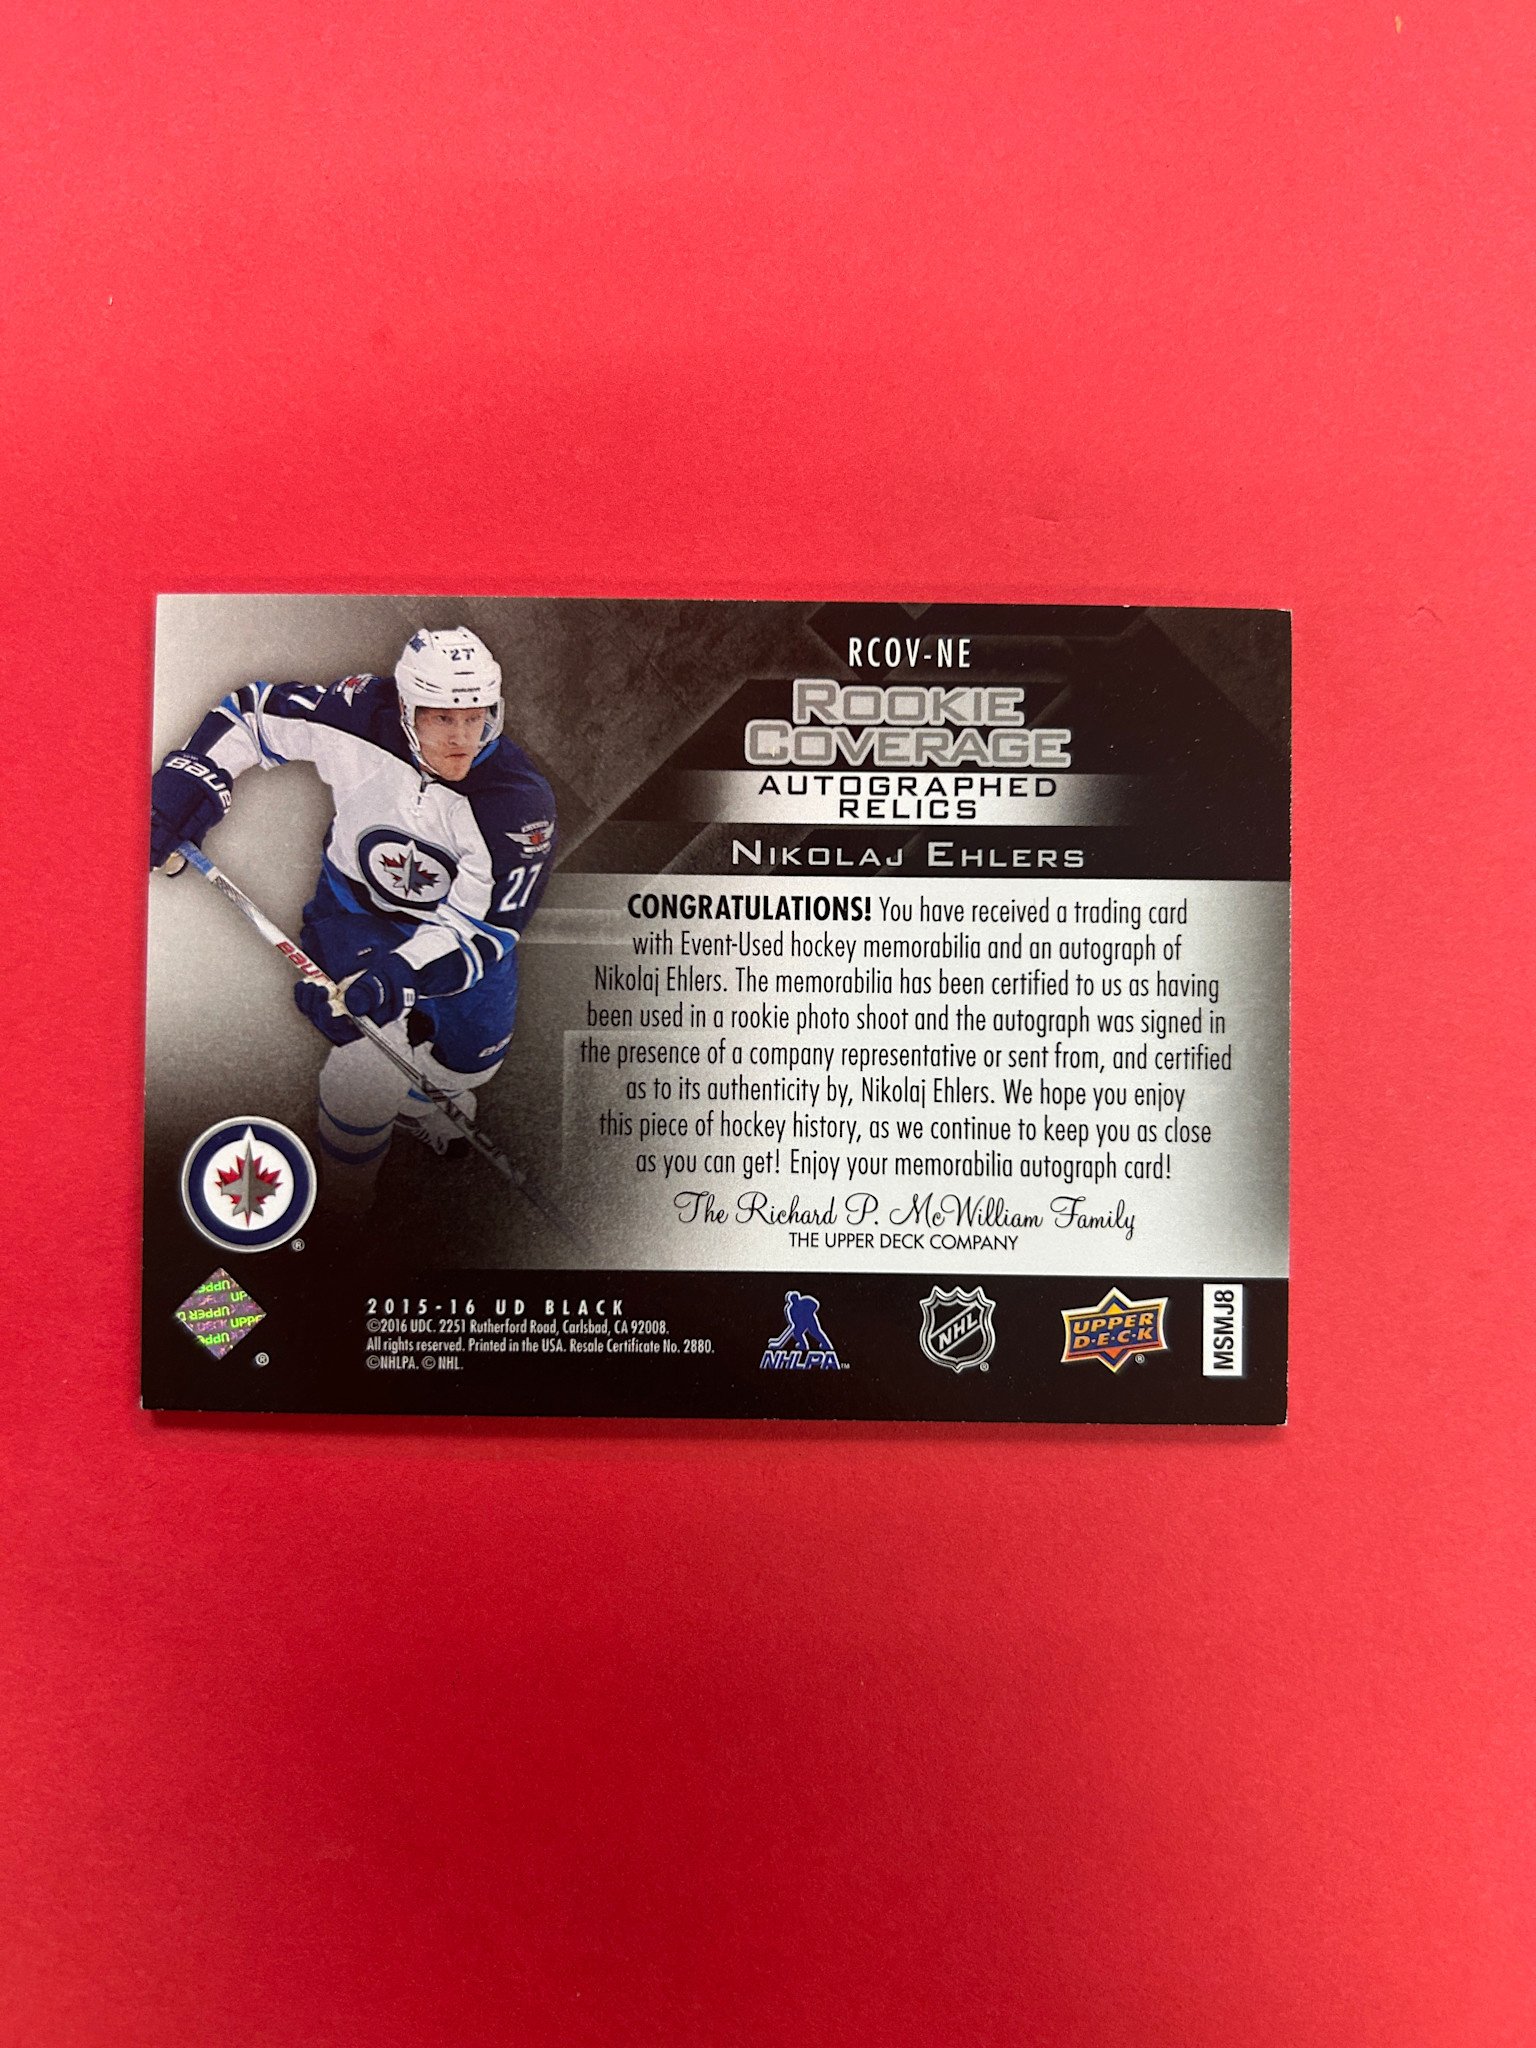 RCOV-NE
ROOKIE
COVERAGE
AUTOGRAPHED
RELICS
NIKOLAJ EHLERS
CONGRATULATIONS! You have received a trading card
with Event-Used hockey memorabilia and an autograph of
Nikolaj Ehlers. The memorabilia has been certified to us as having
been used in a rookie photo shoot and the autograph was signed in
the presence of a company representative or sent from, and certified
as to its authenticity by, Nikolaj Ehlers. We hope you enjoy
this piece of hockey history, as we continue to keep you as close
as you can get! Enjoy your memorabilia autograph card!
The Richard P. McWilliam Family
THE UPPER DECK COMPANY
27
BAUER
27
®
®
2015-16 UD BLACK
©2016 UDC. 2251 Rutherford Road, Carlsbad, CA 92008.
All rights reserved. Printed in the USA. Resale Certificate No. 2880.
©NHLPA. © NHL.
NHLPA™
NHL®
UPPER
D·E·C·K®
MSMJ8